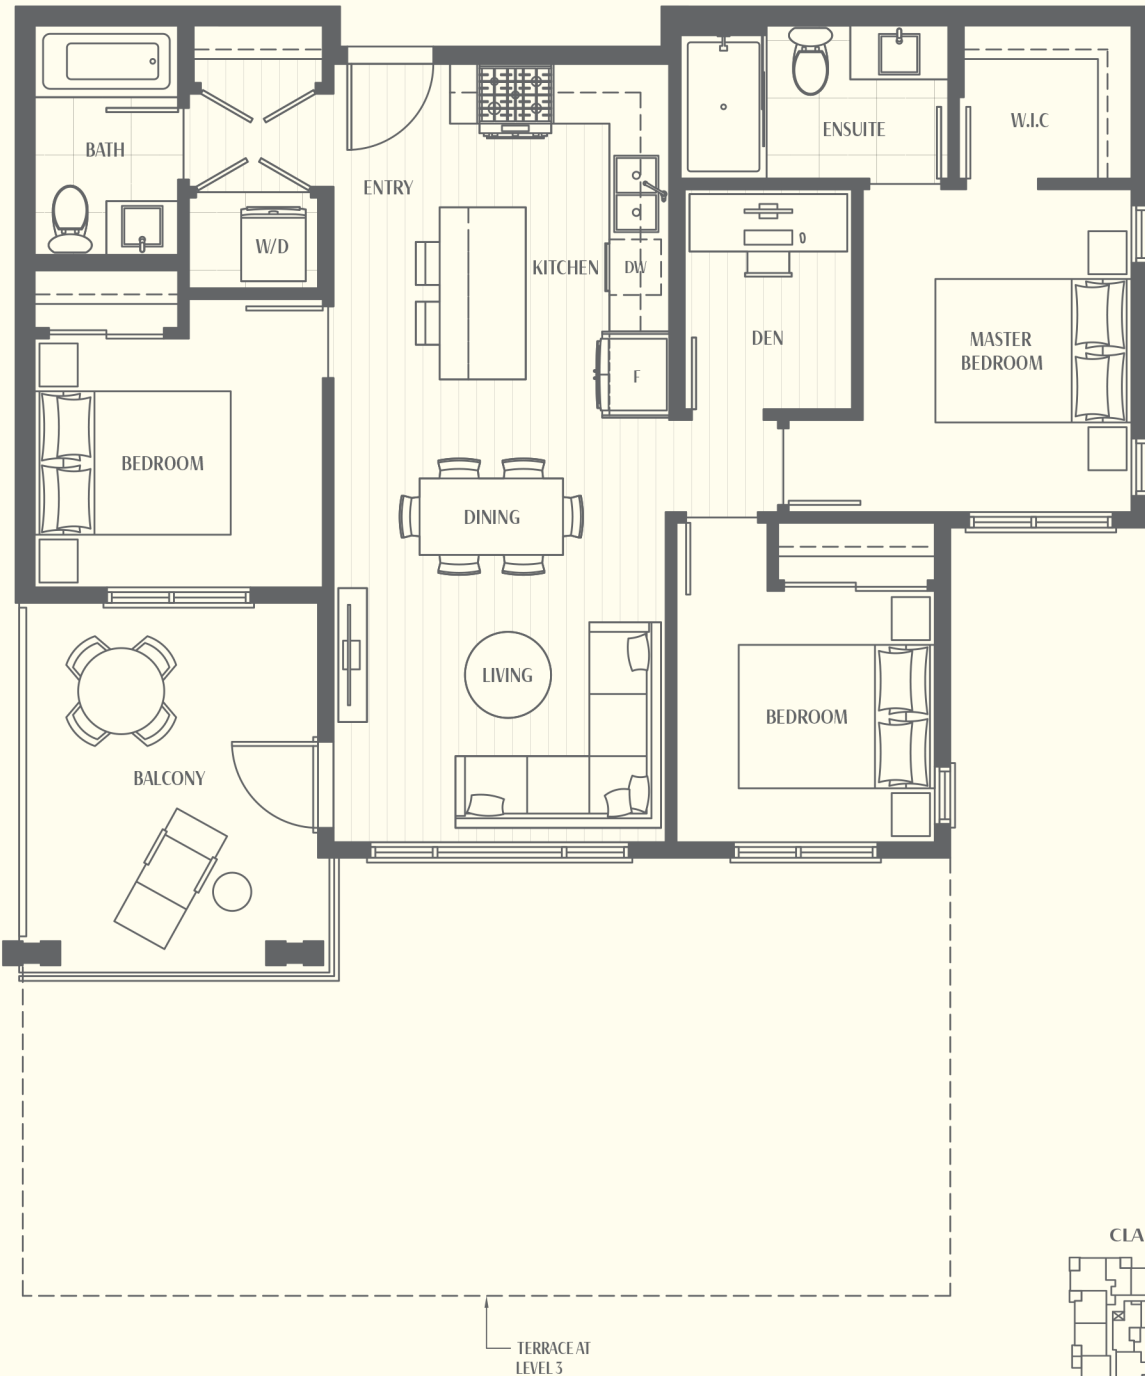 BATH
ENSUITE
W.I.C
ENTRY
W/D
KITCHEN
DW
DEN
MASTER
BEDROOM
F
BEDROOM
DINING
LIVING
BEDROOM
BALCONY
CLA
TERRACE AT
LEVEL 3